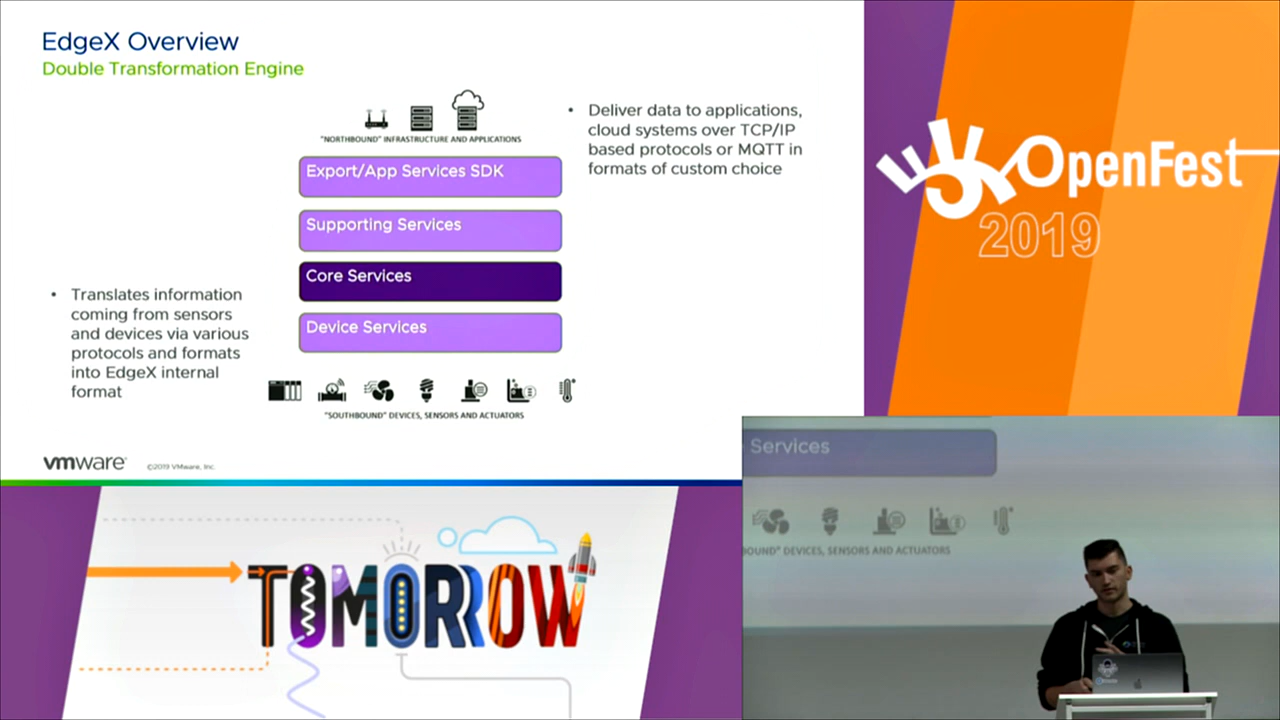 EdgeX Overview
Double Transformation Engine
"NORTHBOUND" INFRASTRUCTURE AND APPLICATIONS
Export/App Services SDK
Supporting Services
Core Services
Device Services
"SOUTHBOUND" DEVICES, SENSORS AND ACTUATORS
• Deliver data to applications,
cloud systems over TCP/IP
based protocols or MQTT in
formats of custom choice
• Translates information
coming from sensors
and devices via various
protocols and formats
into EdgeX internal
format
vmware
©2019 VMware, Inc.
OpenFest
2019
TOMORROW
Services
BOUND" DEVICES, SENSORS AND ACTUATORS